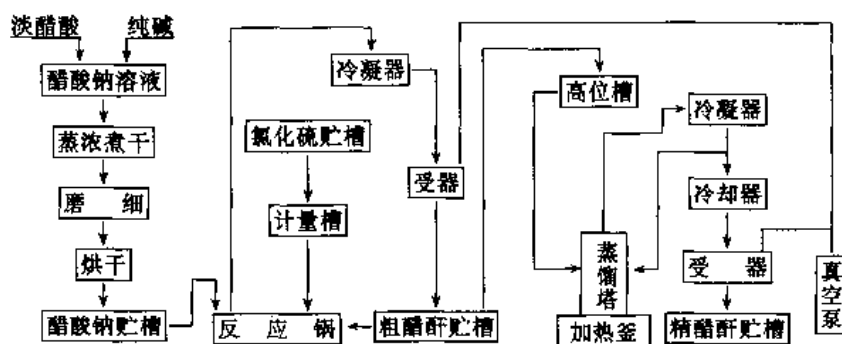 淡醋酸
纯碱
醋酸钠溶液
蒸浓煮干
磨 细
烘干
醋酸钠贮槽
氯化硫贮槽
计量槽
反 应 锅
冷凝器
受器
粗醋酐贮槽
高位槽
蒸馏塔
加热釜
冷凝器
冷却器
受 器
精醋酐贮槽
真空泵